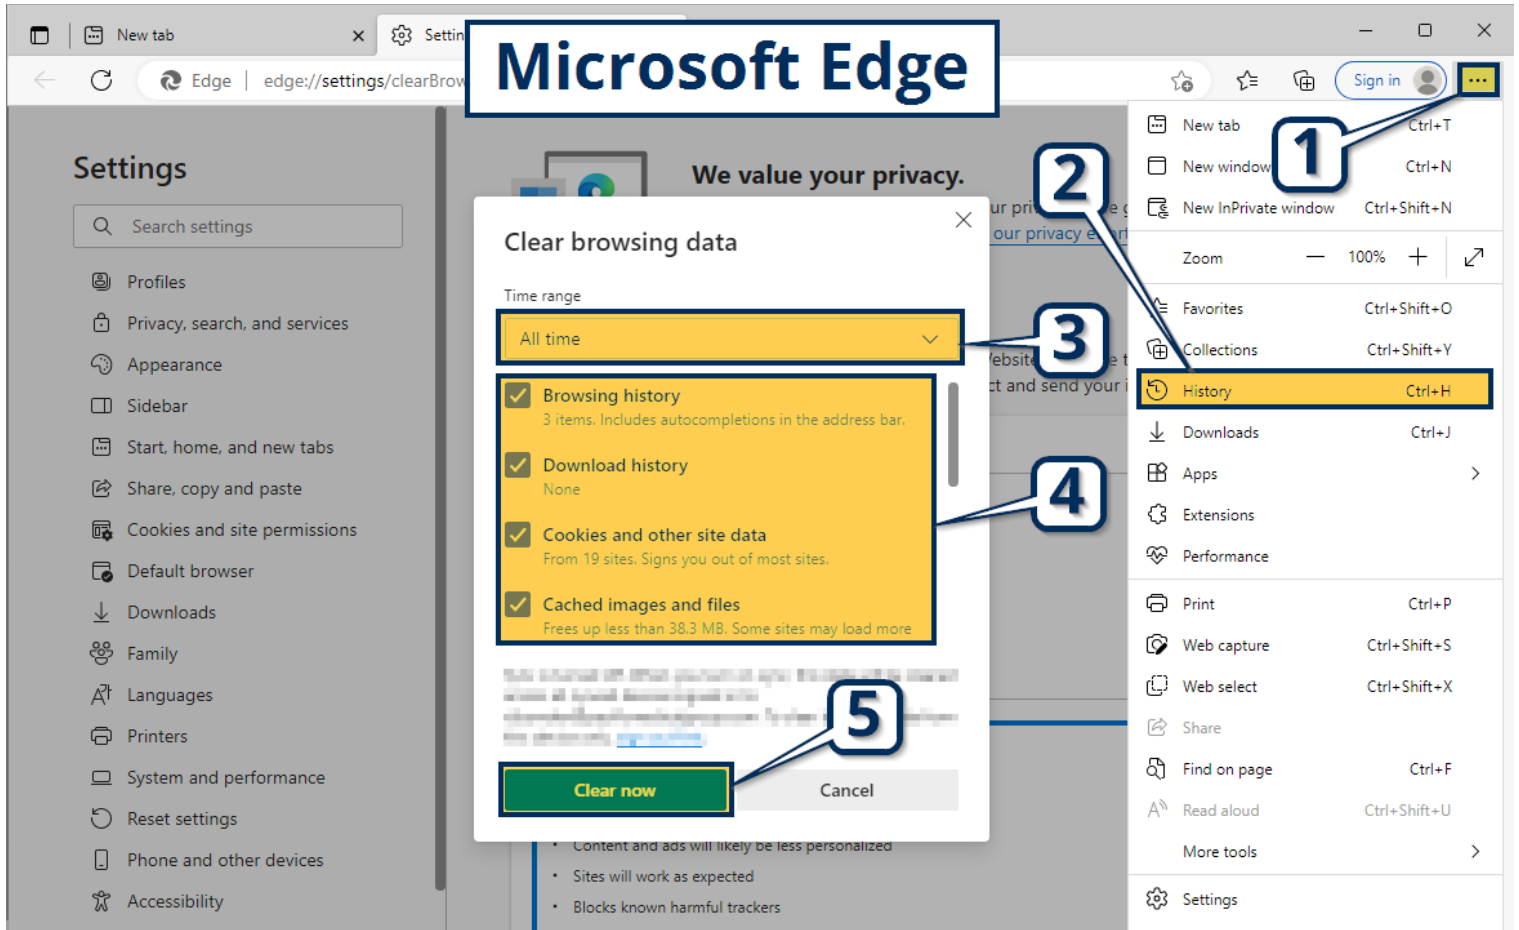 New tab
Settin
Microsoft Edge
Edge
edge://settings/clearBrow
Sign in
1
2
3
4
5
Settings
Search settings
Profiles
Privacy, search, and services
Appearance
Sidebar
Start, home, and new tabs
Share, copy and paste
Cookies and site permissions
Default browser
Downloads
Family
Languages
Printers
System and performance
Reset settings
Phone and other devices
Accessibility
We value your privacy.
our privacy
ct and send your
Clear browsing data
Time range
All time
Browsing history
3 items. Includes autocompletions in the address bar.
Download history
None
Cookies and other site data
From 19 sites. Signs you out of most sites.
Cached images and files
Frees up less than 38.3 MB. Some sites may load more
Clear now
Cancel
Content and ads will likely be less personalized
• Sites will work as expected
• Blocks known harmful trackers
New tab Ctrl+T
New window Ctrl+N
New InPrivate window Ctrl+Shift+N
Zoom — 100% +
Favorites Ctrl+Shift+O
Collections Ctrl+Shift+Y
History Ctrl+H
Downloads Ctrl+J
Apps
Extensions
Performance
Print Ctrl+P
Web capture Ctrl+Shift+S
Web select Ctrl+Shift+X
Share
Find on page Ctrl+F
Read aloud Ctrl+Shift+U
More tools
Settings